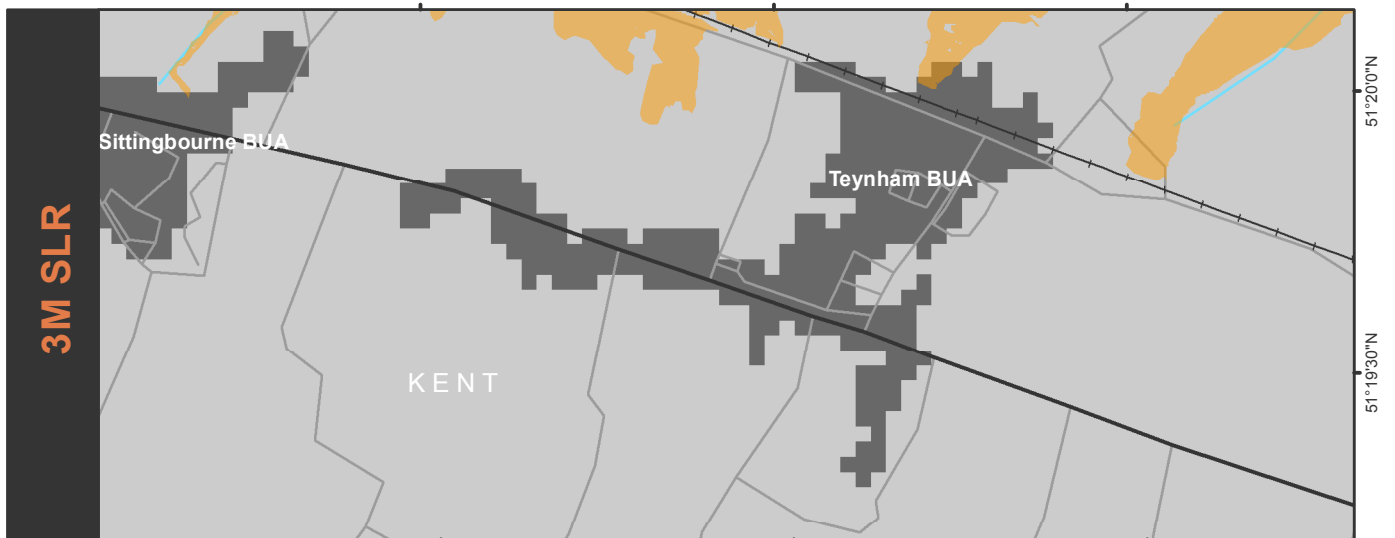 3M SLR
Sittingbourne BUA
Teynham BUA
KENT
51°20'0"N
51°19'30"N